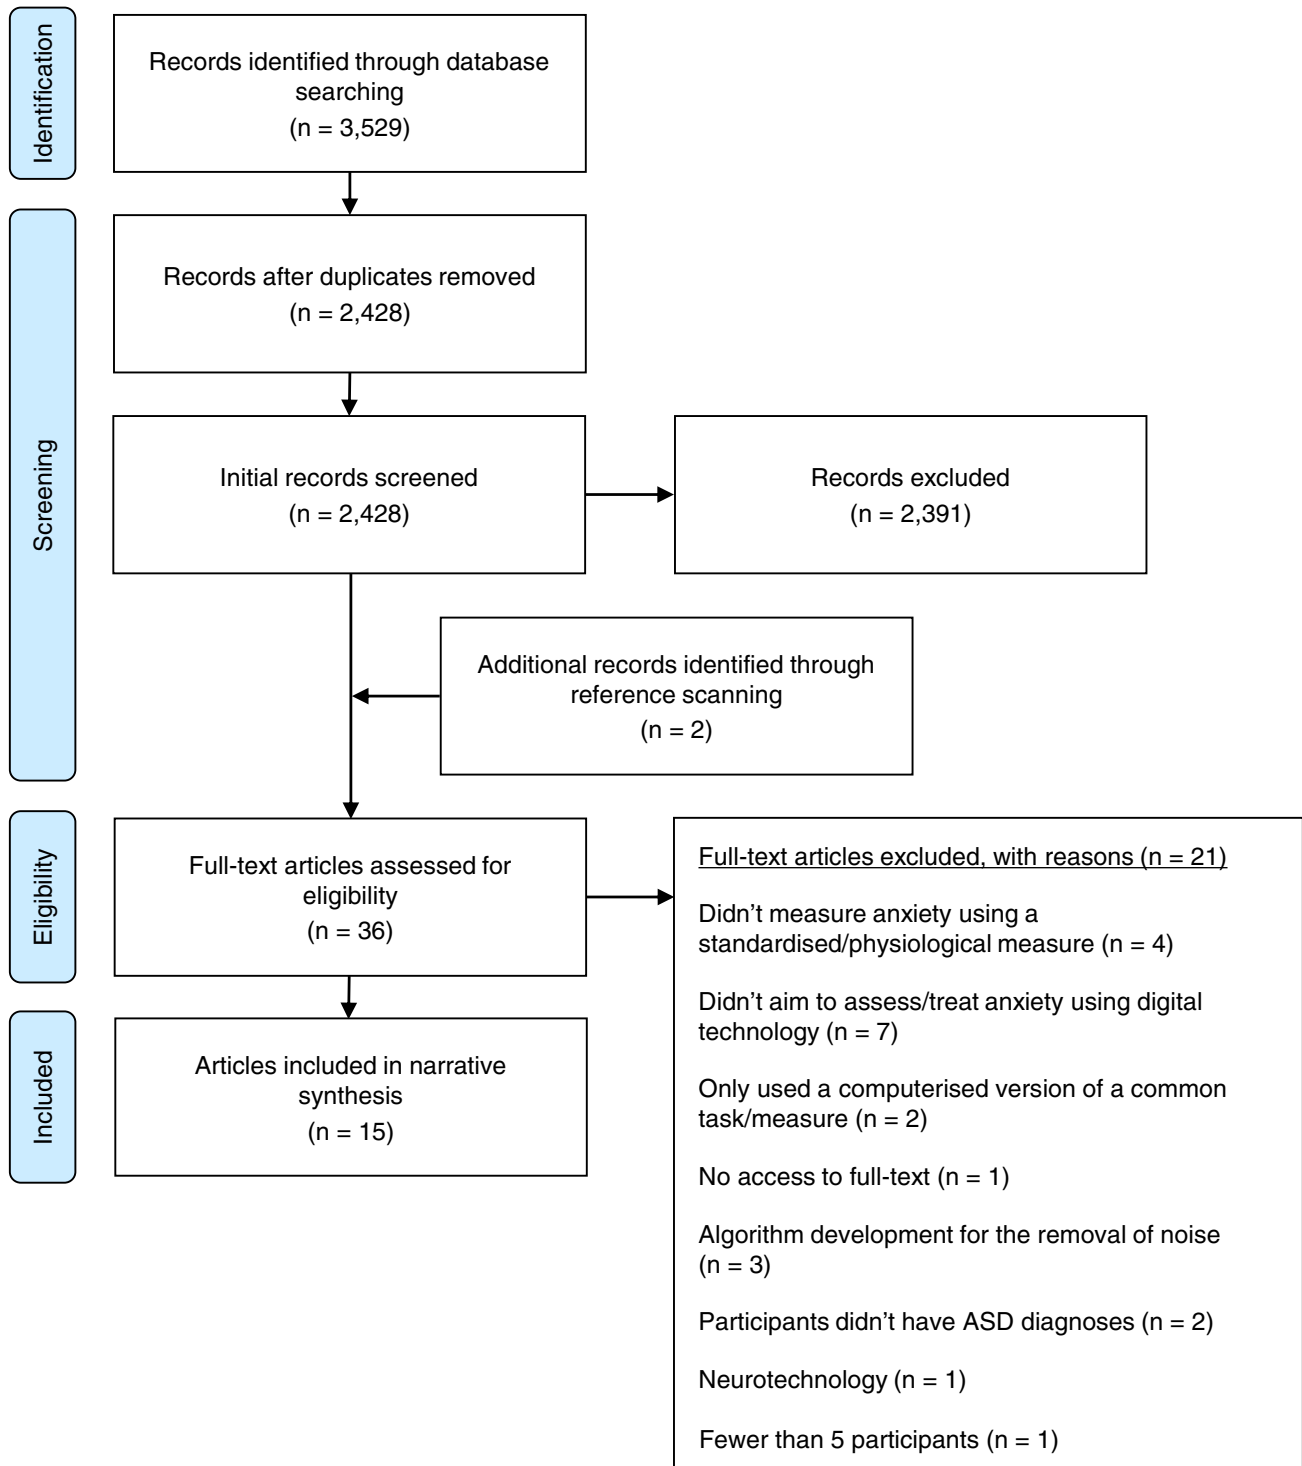 Identification
Records identified through database
searching
(n = 3,529)
Screening
Records after duplicates removed
(n = 2,428)
Initial records screened
(n = 2,428)
Records excluded
(n = 2,391)
Additional records identified through
reference scanning
(n = 2)
Eligibility
Full-text articles assessed for
eligibility
(n = 36)
Full-text articles excluded, with reasons (n = 21)
Didn’t measure anxiety using a
standardised/physiological measure (n = 4)
Didn’t aim to assess/treat anxiety using digital
technology (n = 7)
Only used a computerised version of a common
task/measure (n = 2)
No access to full-text (n = 1)
Algorithm development for the removal of noise
(n = 3)
Participants didn’t have ASD diagnoses (n = 2)
Neurotechnology (n = 1)
Fewer than 5 participants (n = 1)
Included
Articles included in narrative
synthesis
(n = 15)